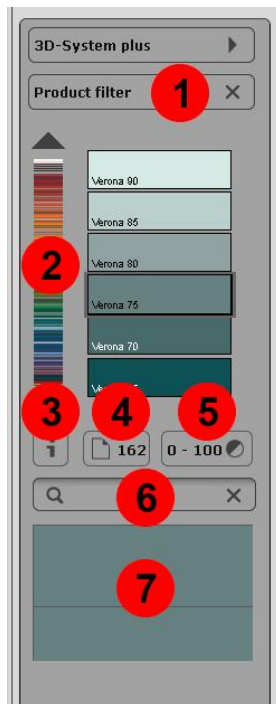 3D-System plus
Product filter 1
Verona 90
Verona 85
Verona 80
2
Verona 75
Verona 70
3 4 5
i 162 0 - 100
6
7